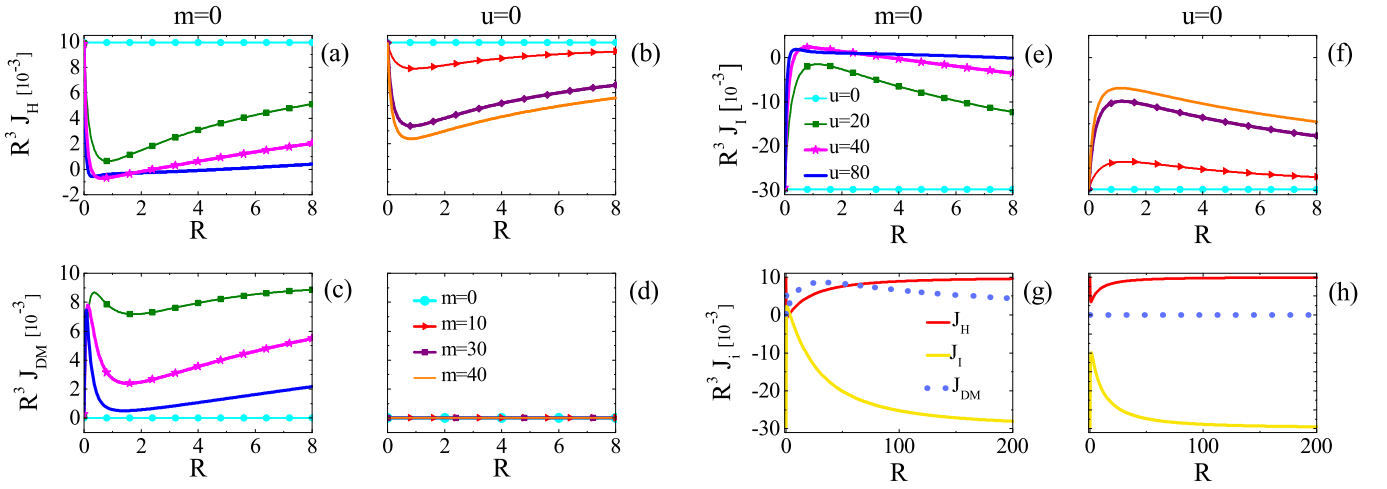 m=0
u=0
m=0
u=0
R³ J_H [10⁻³]
10
8
6
4
2
0
-2
0
2
4
6
8
R
(a)
0
2
4
6
8
R
(b)
R³ J_I [10⁻³]
0
-10
-20
-30
u=0
u=20
u=40
u=80
0
2
4
6
8
R
(e)
0
2
4
6
8
R
(f)
R³ J_DM [10⁻³]
10
8
6
4
2
0
0
2
4
6
8
R
(c)
m=0
m=10
m=30
m=40
0
2
4
6
8
R
(d)
R³ J_i [10⁻³]
10
0
-10
-20
-30
J_H
J_I
J_DM
0
100
200
R
(g)
0
100
200
R
(h)